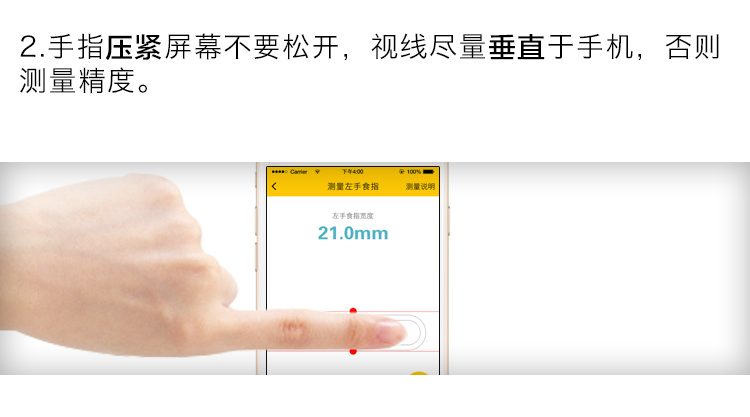 2.手指压紧屏幕不要松开，视线尽量垂直于手机，否则
测量精度。
Carrier 下午4:00 100%
测量左手食指 测量说明
左手食指宽度
21.0mm